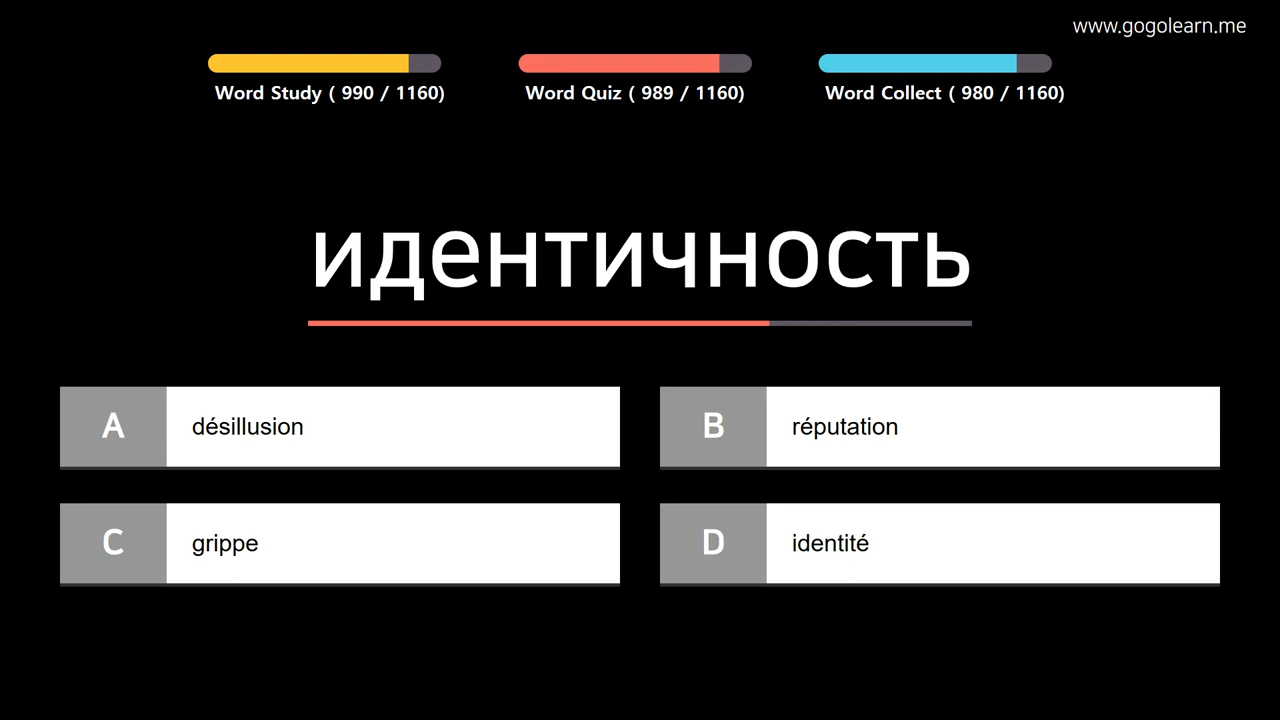 www.gogolearn.me
Word Study ( 990 / 1160)
Word Quiz ( 989 / 1160)
Word Collect ( 980 / 1160)
идентичность
A désillusion
B réputation
C grippe
D identité